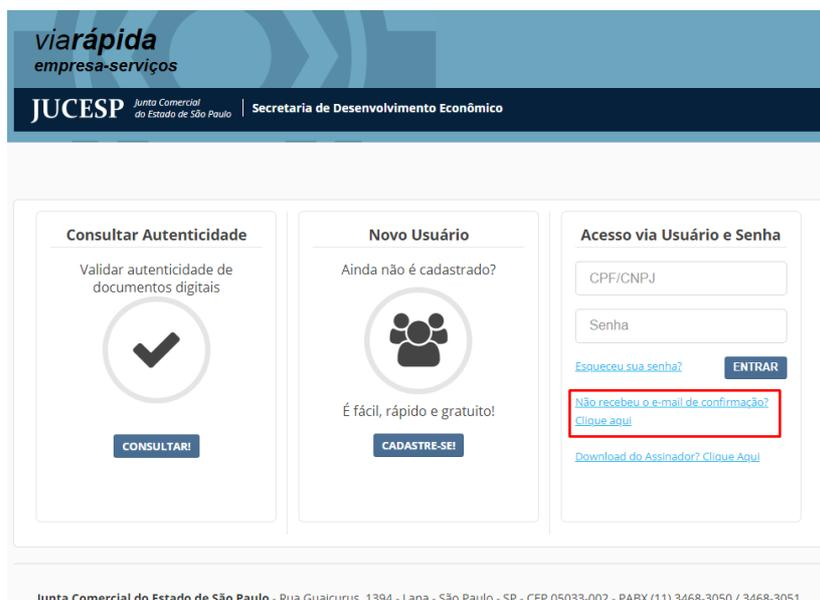 viarápida
empresa-serviços
JUCESP Junta Comercial do Estado de São Paulo | Secretaria de Desenvolvimento Econômico
Consultar Autenticidade
Validar autenticidade de
documentos digitais
CONSULTAR!
Novo Usuário
Ainda não é cadastrado?
É fácil, rápido e gratuito!
CADASTRE-SE!
Acesso via Usuário e Senha
CPF/CNPJ
Senha
Esqueceu sua senha? ENTRAR
Não recebeu o e-mail de confirmação?
Clique aqui
Download do Assinador? Clique Aqui
Junta Comercial do Estado de São Paulo - Rua Guaicurus, 1394 - Lapa - São Paulo - SP - CEP 05033-002 - PABX (11) 3468-3050 / 3468-3051